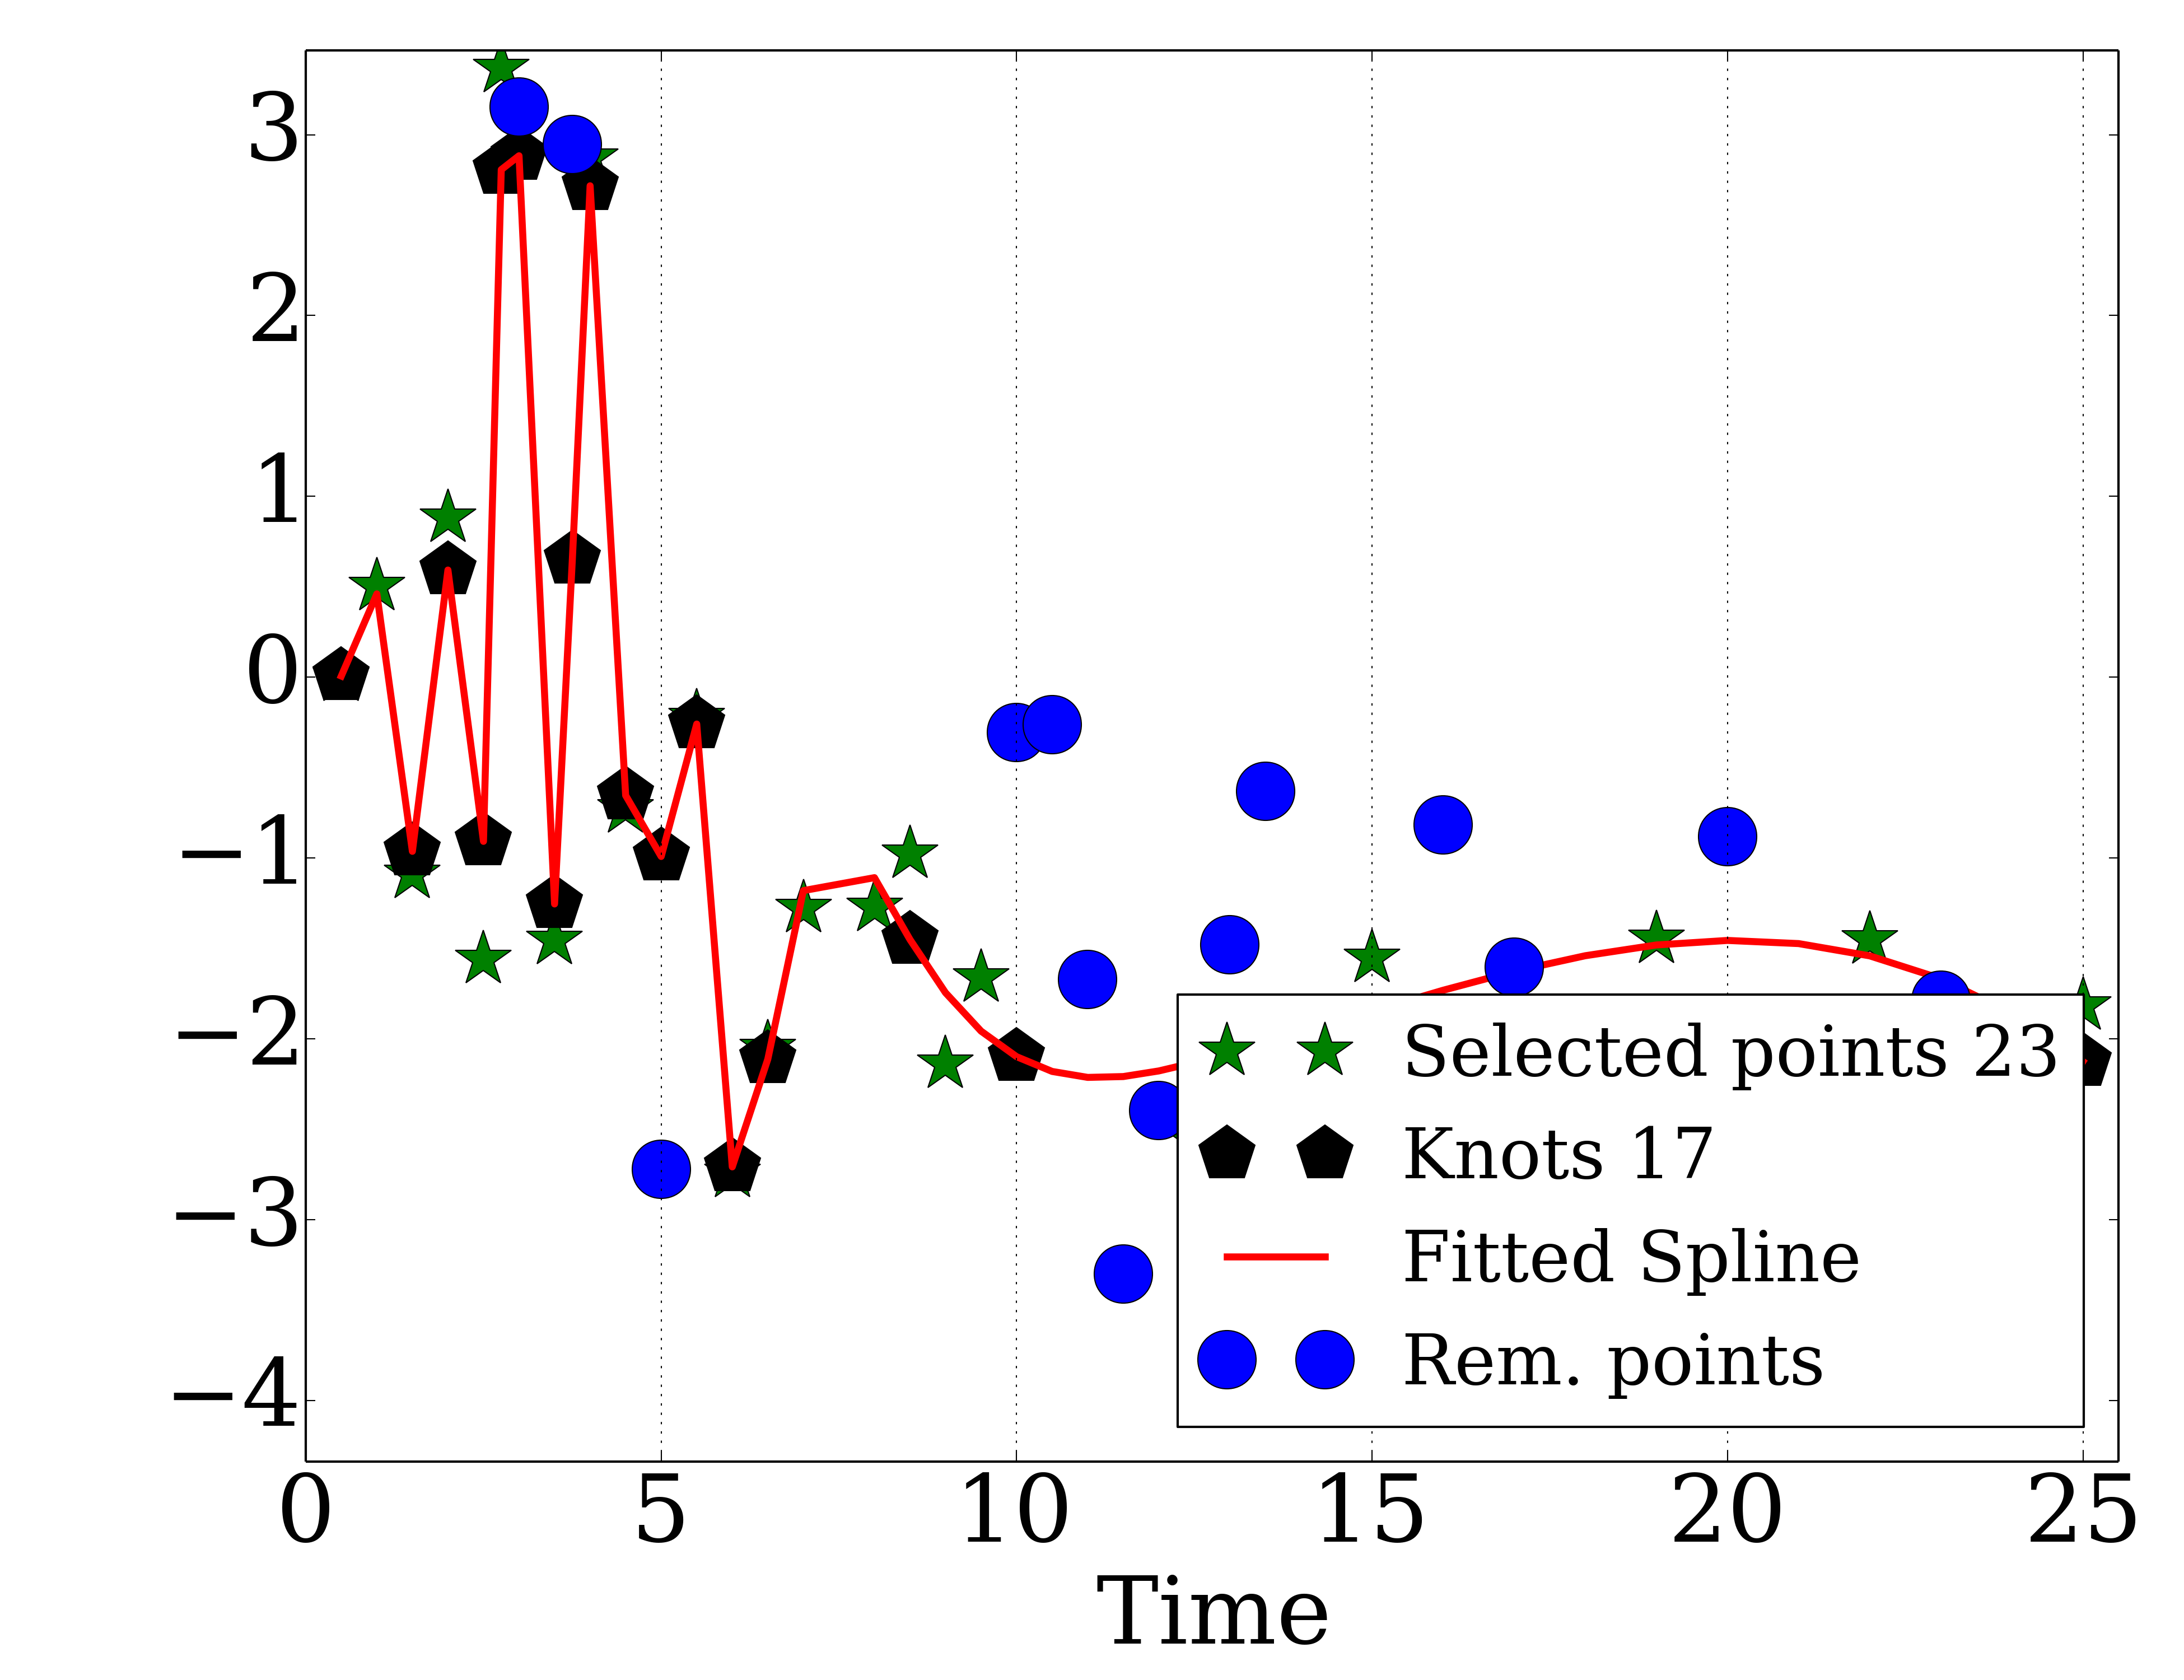 3
2
1
0
−1
−2
−3
−4
0 5 10 15 20 25
Time
Selected points 23
Knots 17
Fitted Spline
Rem. points